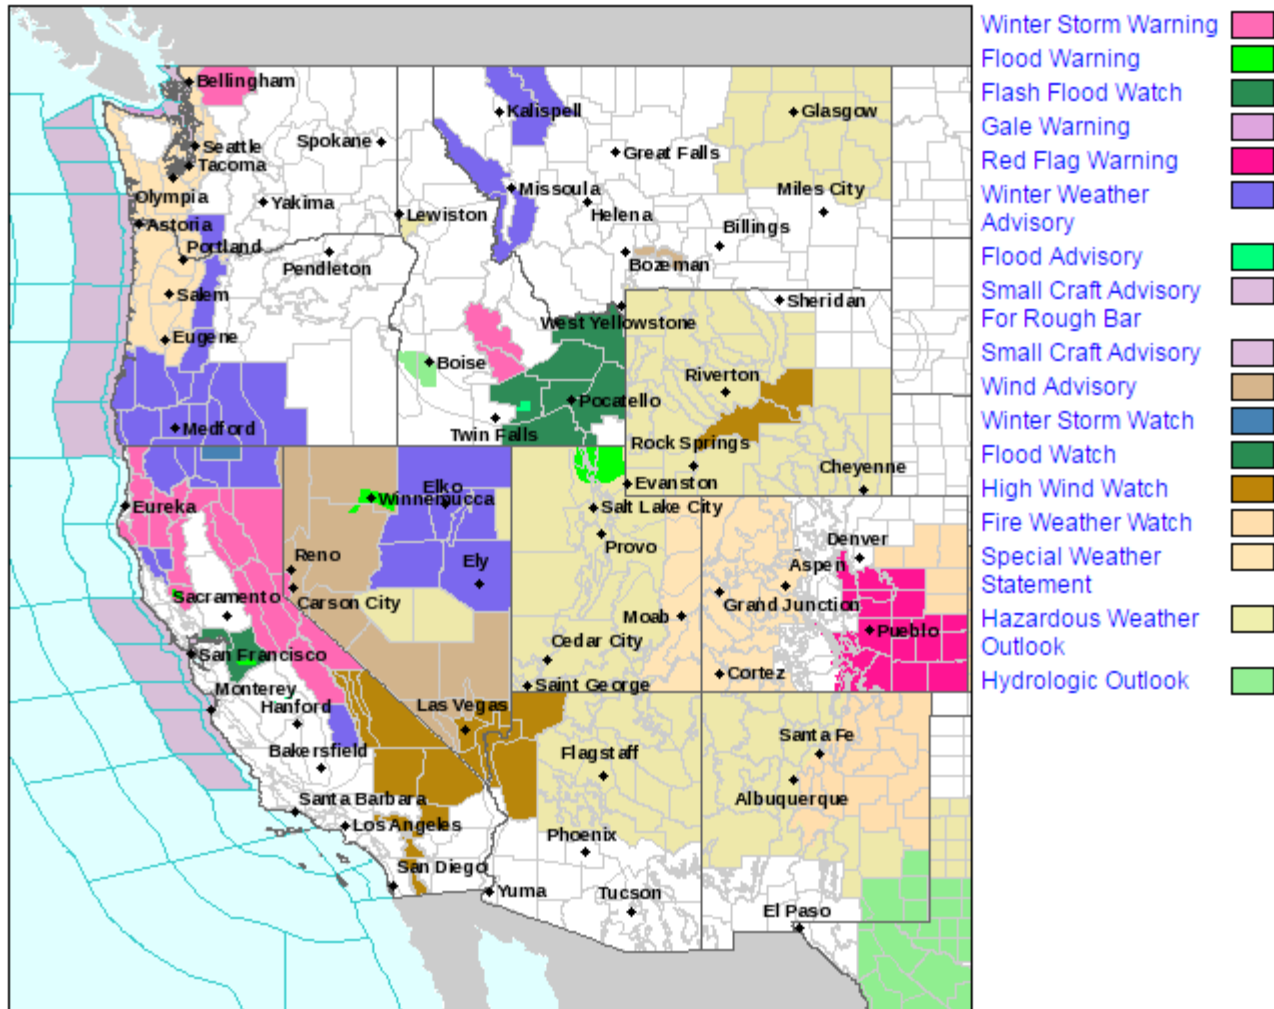 Bellingham
Seattle
Tacoma
Olympia
Spokane
Yakima
Astoria
Portland
Pendleton
Salem
Eugene
Medford
Kalispell
Great Falls
Glasgow
Missoula
Helena
Miles City
Lewiston
Billings
Bozeman
Sheridan
West Yellowstone
Boise
Pocatello
Twin Falls
Riverton
Rock Springs
Cheyenne
Evanston
Eureka
Elko
Winnemucca
Reno
Ely
Carson City
Sacramento
San Francisco
Monterey
Hanford
Las Vegas
Bakersfield
Santa Barbara
Los Angeles
San Diego
Salt Lake City
Provo
Moab
Cedar City
Saint George
Denver
Aspen
Grand Junction
Pueblo
Cortez
Flagstaff
Santa Fe
Albuquerque
Phoenix
Yuma
Tucson
El Paso
Winter Storm Warning
Flood Warning
Flash Flood Watch
Gale Warning
Red Flag Warning
Winter Weather
Advisory
Flood Advisory
Small Craft Advisory
For Rough Bar
Small Craft Advisory
Wind Advisory
Winter Storm Watch
Flood Watch
High Wind Watch
Fire Weather Watch
Special Weather
Statement
Hazardous Weather
Outlook
Hydrologic Outlook